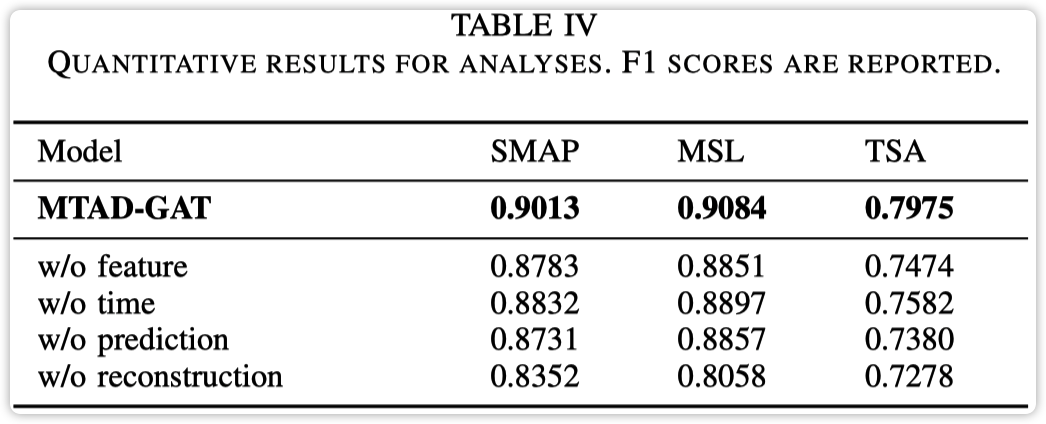 TABLE IV
QUANTITATIVE RESULTS FOR ANALYSES. F1 SCORES ARE REPORTED.
Model SMAP MSL TSA
MTAD-GAT 0.9013 0.9084 0.7975
w/o feature 0.8783 0.8851 0.7474
w/o time 0.8832 0.8897 0.7582
w/o prediction 0.8731 0.8857 0.7380
w/o reconstruction 0.8352 0.8058 0.7278